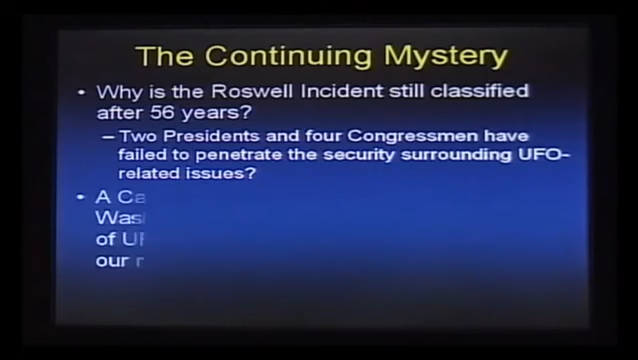 The Continuing Mystery
• Why is the Roswell Incident still classified
after 56 years?
– Two Presidents and four Congressmen have
failed to penetrate the security surrounding UFO-
related issues?
• A Ca
Was
of U
our